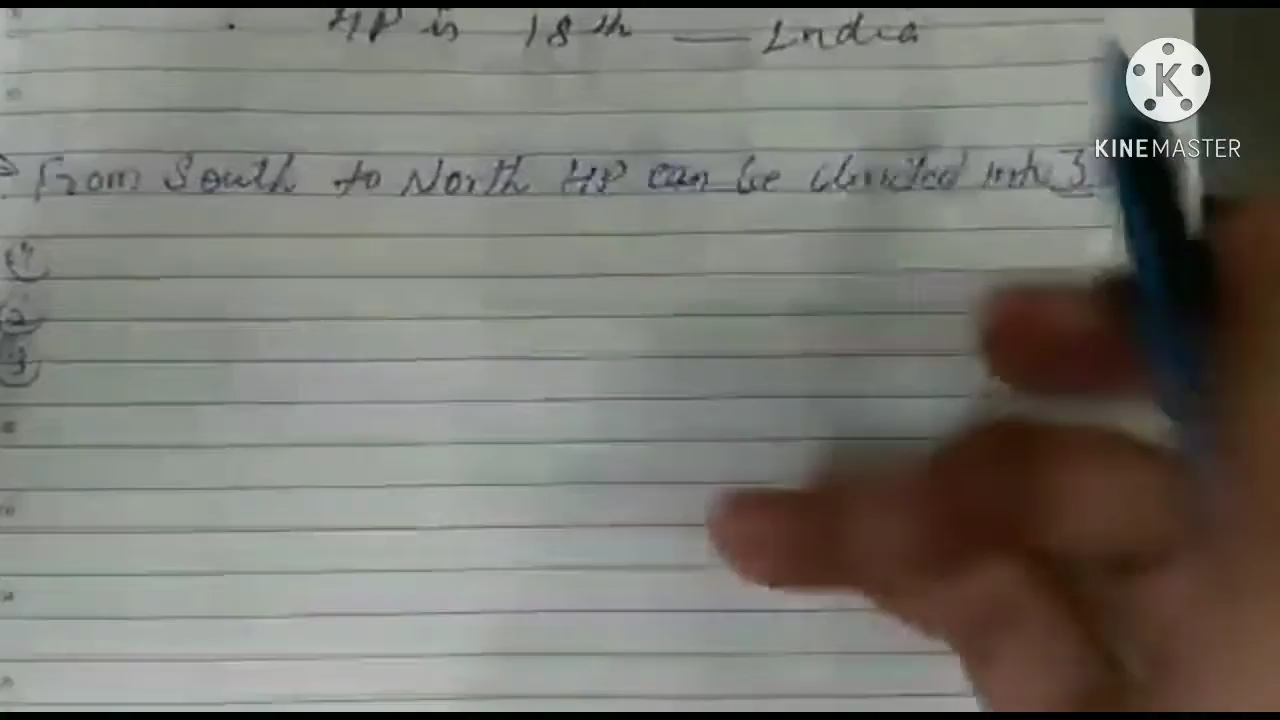 HP is 18th — India
From South to North HP can be divided into 3
(1)
(2)
(3)
KINEMASTER